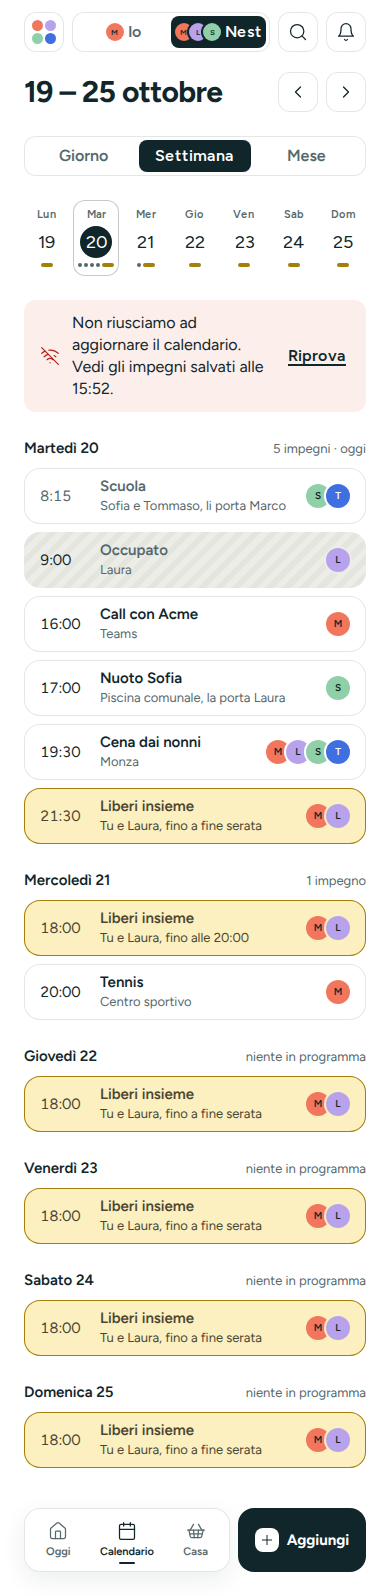 M Io M L S Nest
19 – 25 ottobre
Giorno Settimana Mese
Lun Mar Mer Gio Ven Sab Dom
19 20 21 22 23 24 25
Non riusciamo ad
aggiornare il calendario.
Vedi gli impegni salvati alle
15:52.
Riprova
Martedì 20 5 impegni · oggi
8:15 Scuola S T
Sofia e Tommaso, li porta Marco
9:00 Occupato L
Laura
16:00 Call con Acme M
Teams
17:00 Nuoto Sofia S
Piscina comunale, la porta Laura
19:30 Cena dai nonni M L S T
Monza
21:30 Liberi insieme M L
Tu e Laura, fino a fine serata
Mercoledì 21 1 impegno
18:00 Liberi insieme M L
Tu e Laura, fino alle 20:00
20:00 Tennis M
Centro sportivo
Giovedì 22 niente in programma
18:00 Liberi insieme M L
Tu e Laura, fino a fine serata
Venerdì 23 niente in programma
18:00 Liberi insieme M L
Tu e Laura, fino a fine serata
Sabato 24 niente in programma
18:00 Liberi insieme M L
Tu e Laura, fino a fine serata
Domenica 25 niente in programma
18:00 Liberi insieme M L
Tu e Laura, fino a fine serata
Oggi Calendario Casa Aggiungi